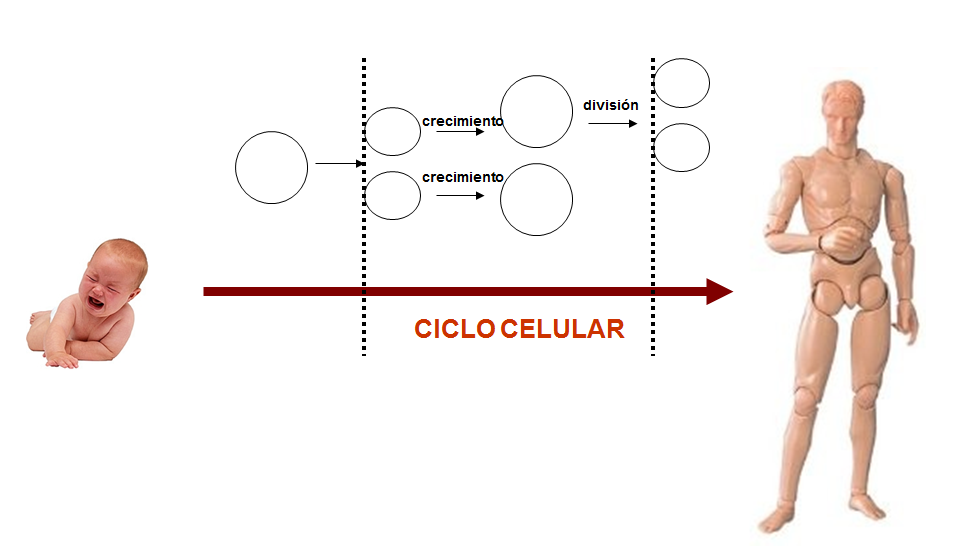 división
crecimiento
crecimiento
CICLO CELULAR